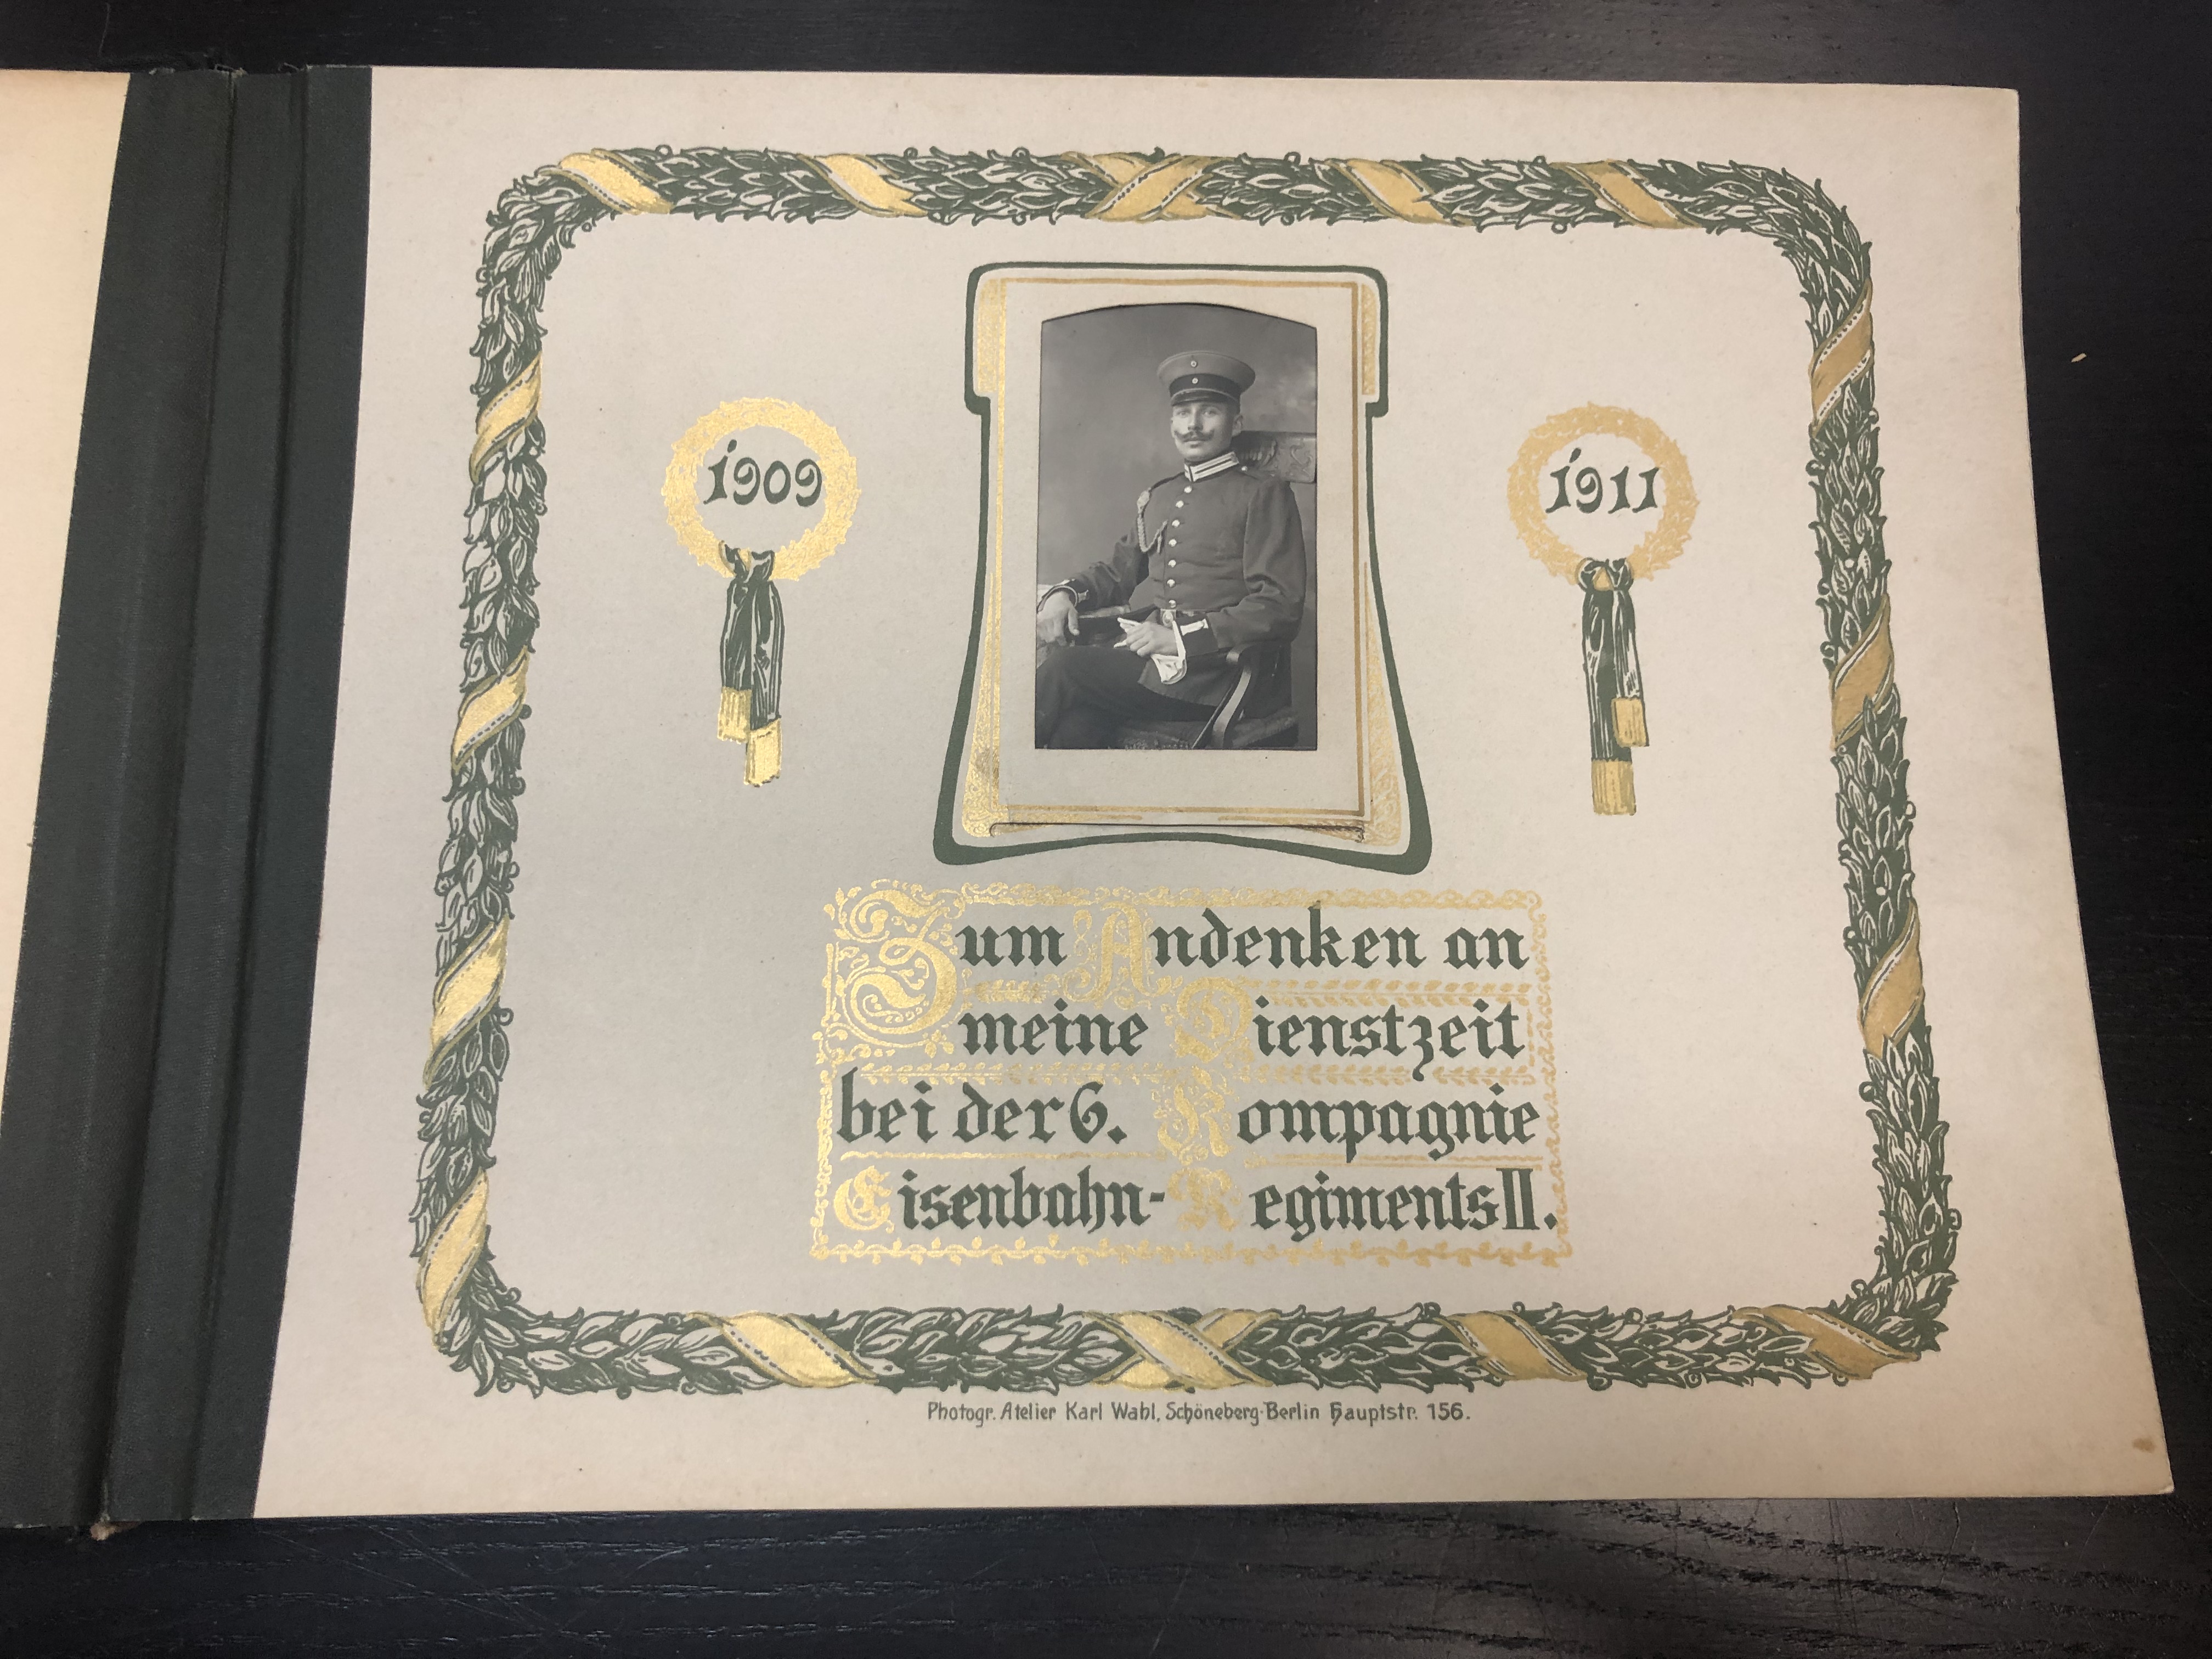 1909
1911
Zum Andenken an
meine Dienstzeit
bei der 6. Kompagnie
Eisenbahn-Regiments II.
Photogr. Atelier Karl Wahl, Schöneberg-Berlin Hauptstr. 156.